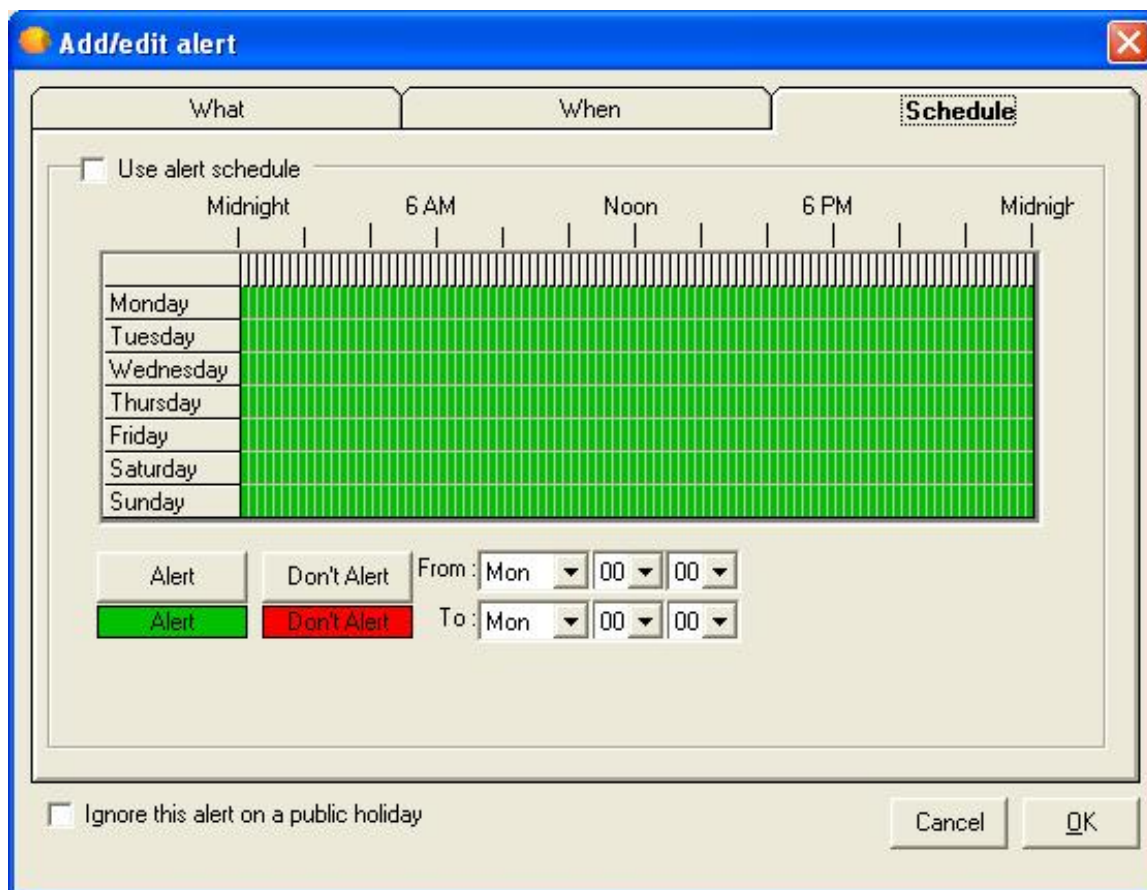 Add/edit alert
What When Schedule
Use alert schedule
Midnight 6 AM Noon 6 PM Midnigh
Monday
Tuesday
Wednesday
Thursday
Friday
Saturday
Sunday
Alert Don't Alert From : Mon 00 00
Alert Don't Alert To : Mon 00 00
Ignore this alert on a public holiday
Cancel OK